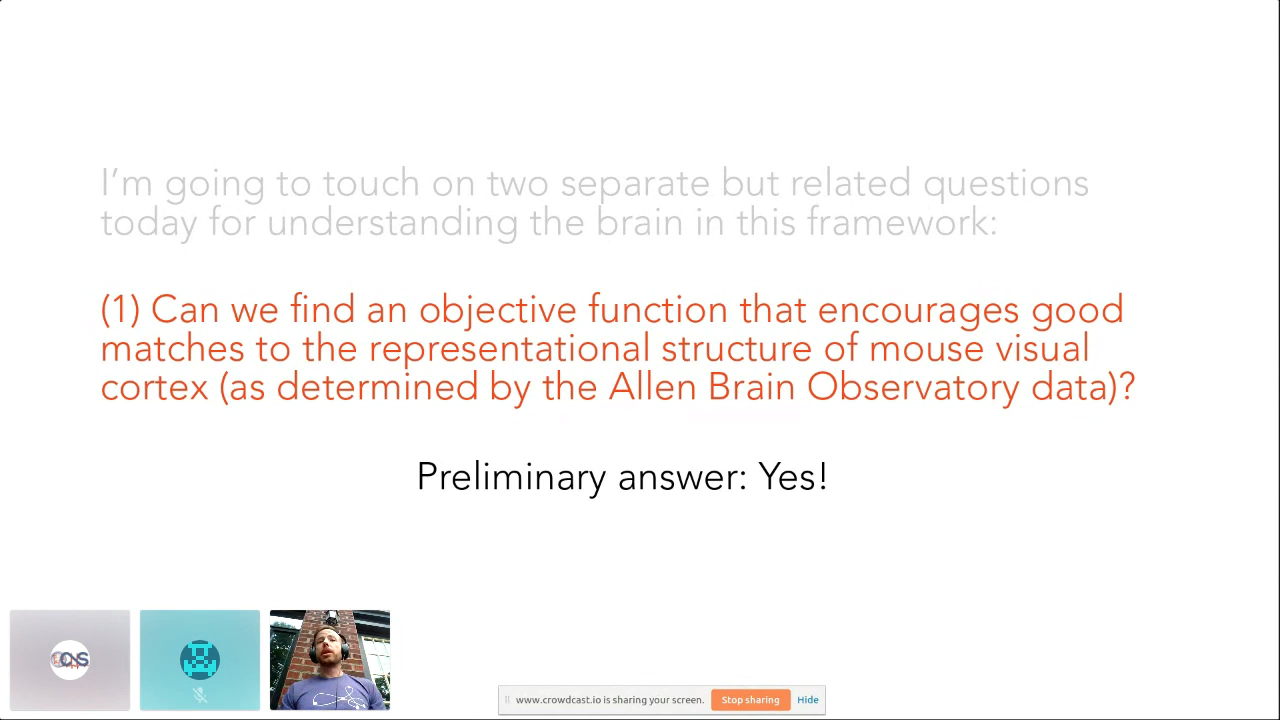 I'm going to touch on two separate but related questions
today for understanding the brain in this framework:
(1) Can we find an objective function that encourages good
matches to the representational structure of mouse visual
cortex (as determined by the Allen Brain Observatory data)?
Preliminary answer: Yes!
www.crowdcast.io is sharing your screen. Stop sharing Hide